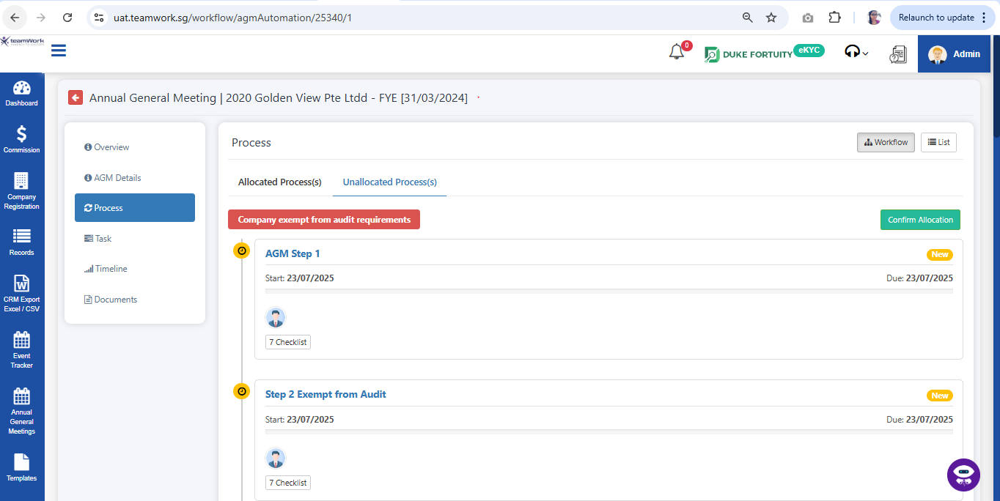 uat.teamwork.sg/workflow/agmAutomation/25340/1
Relaunch to update
teamWork
0
DUKE FORTUITY eKYC
Admin
Dashboard
Commission
Company
Registration
Records
CRM Export
Excel / CSV
Event
Tracker
Annual
General
Meetings
Templates
Annual General Meeting | 2020 Golden View Pte Ltdd - FYE [31/03/2024]
Overview
AGM Details
Process
Task
Timeline
Documents
Process
Workflow
List
Allocated Process(s)
Unallocated Process(s)
Company exempt from audit requirements
Confirm Allocation
AGM Step 1
New
Start: 23/07/2025
Due: 23/07/2025
7 Checklist
Step 2 Exempt from Audit
New
Start: 23/07/2025
Due: 23/07/2025
7 Checklist